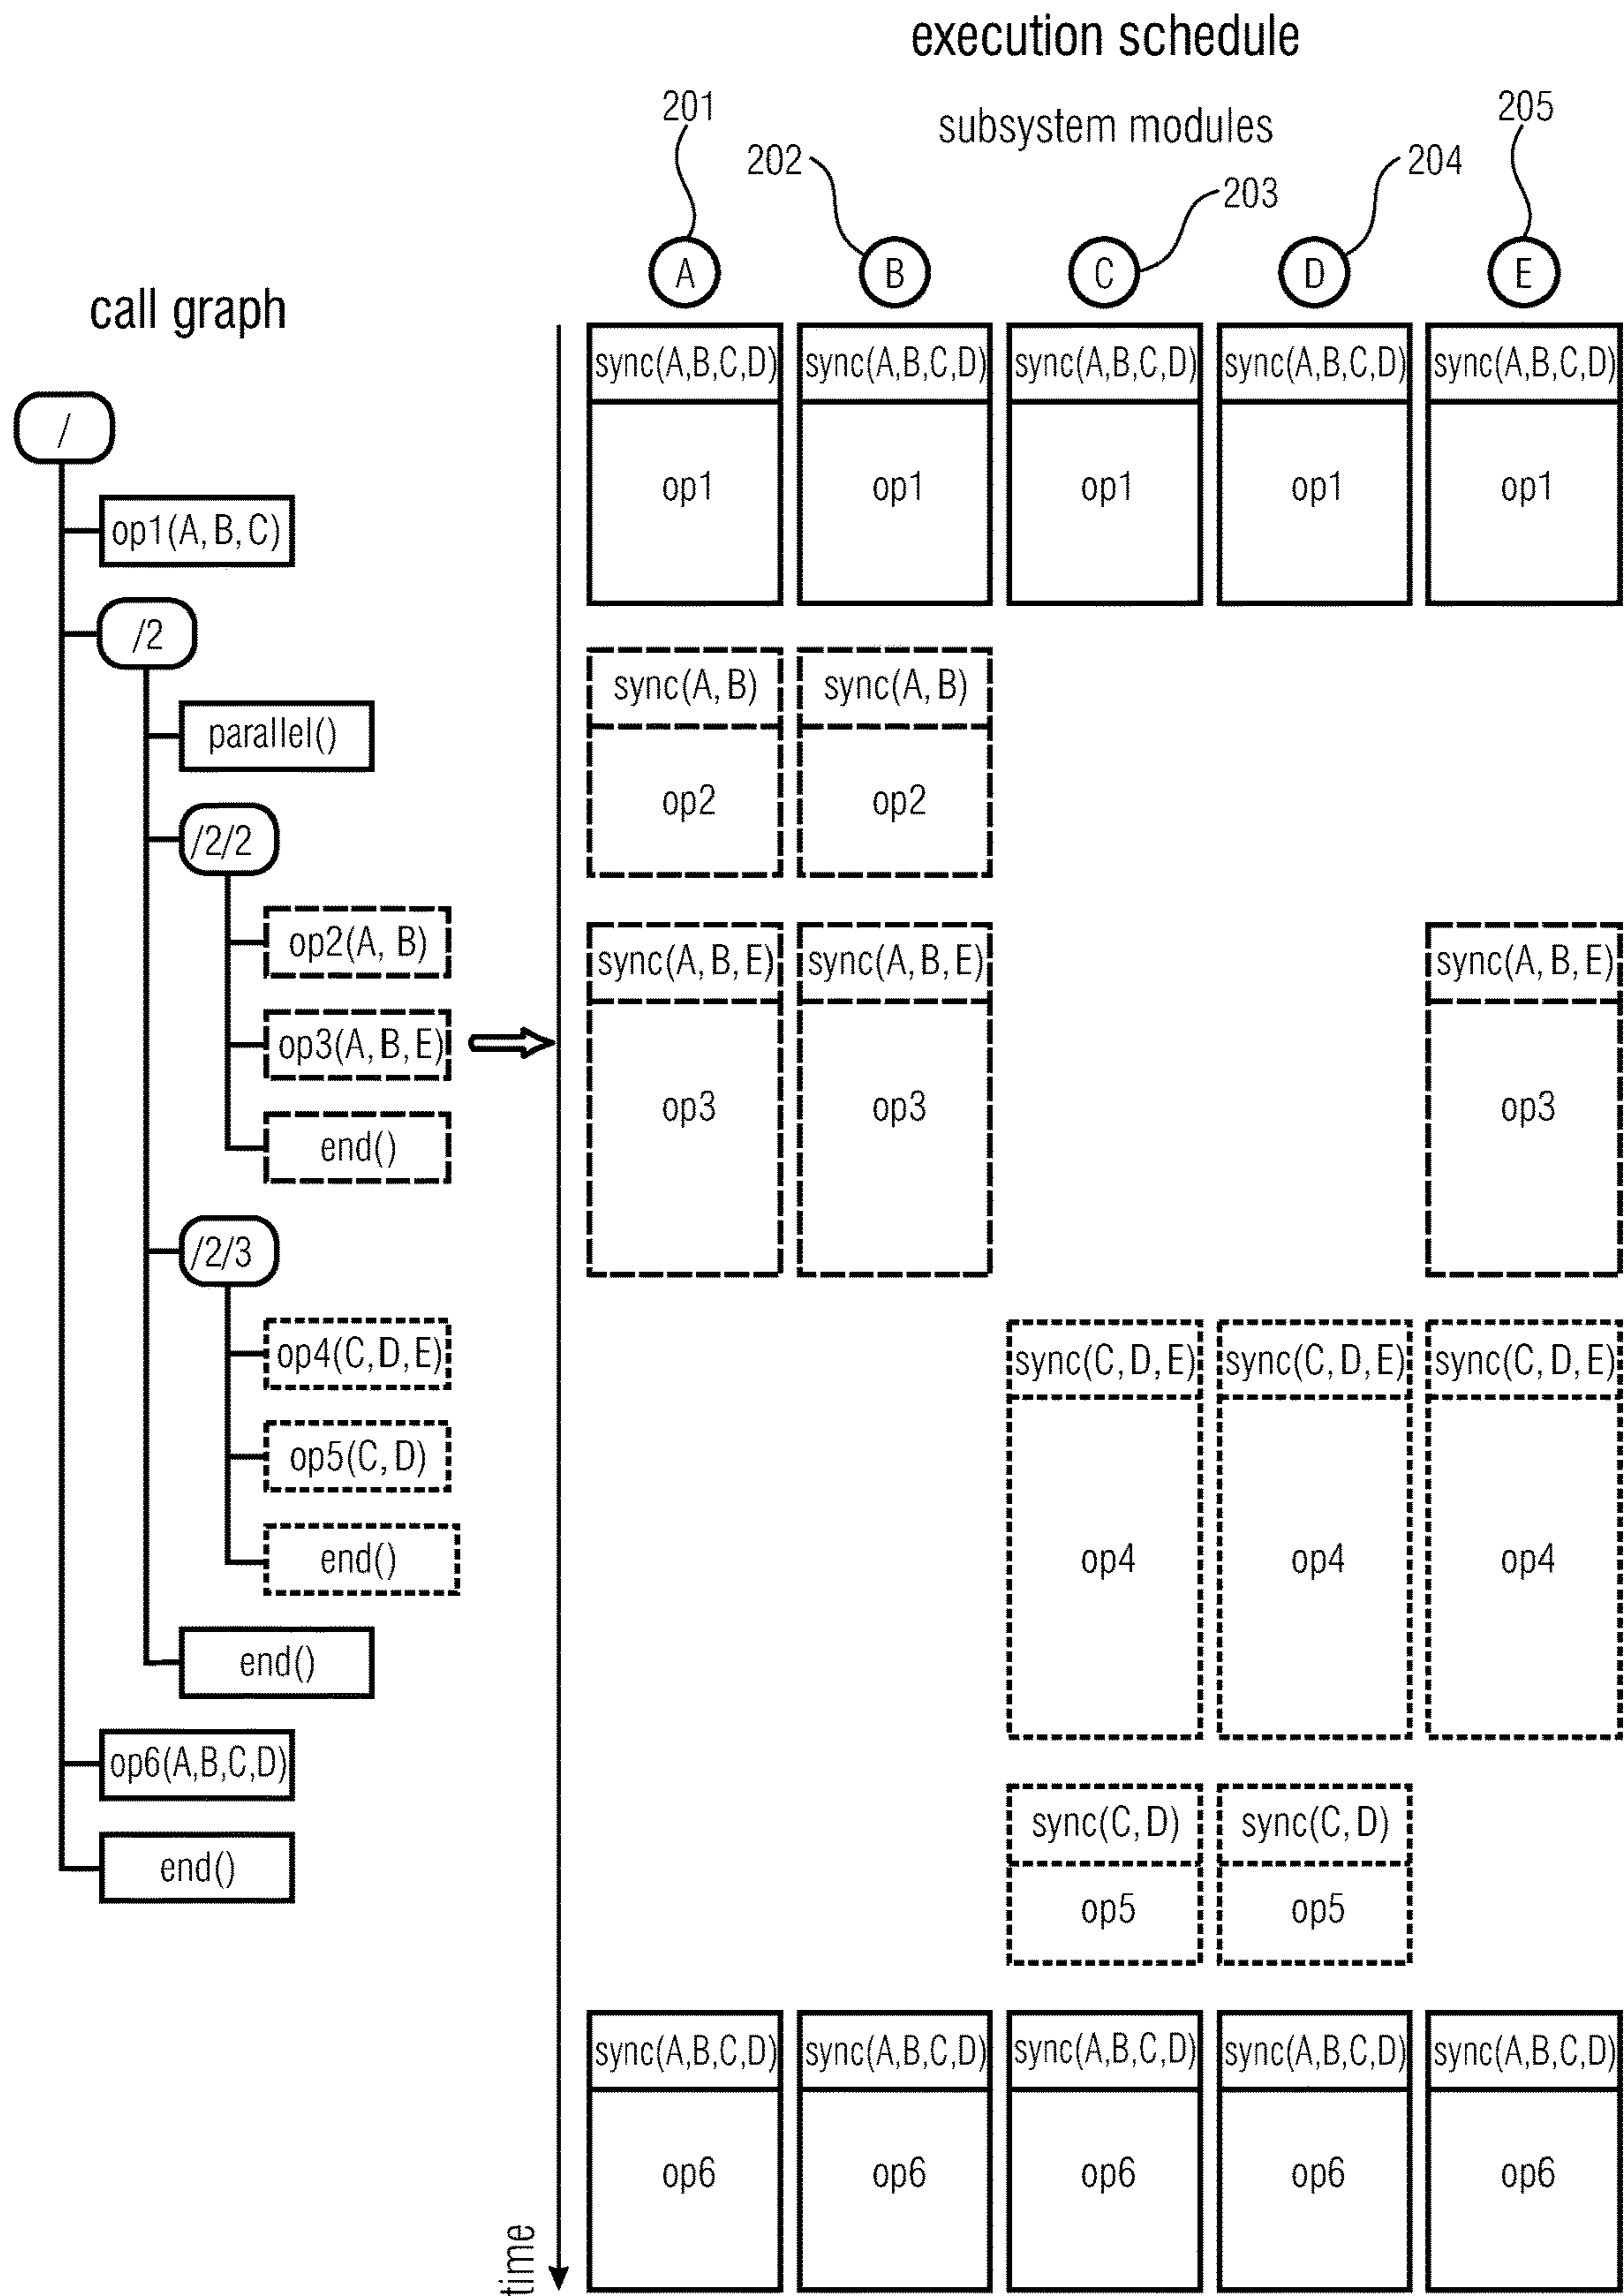 execution schedule
subsystem modules
201
202
203
204
205
A B C D E
call graph
sync(A,B,C,D) sync(A,B,C,D) sync(A,B,C,D) sync(A,B,C,D) sync(A,B,C,D)
/
op1 op1 op1 op1 op1
op1(A, B, C)
/2
sync(A, B) sync(A, B)
parallel()
op2 op2
/2/2
op2(A, B)
sync(A, B, E) sync(A, B, E) sync(A, B, E)
op3(A, B, E)
op3 op3 op3
end()
/2/3
op4(C, D, E)
sync(C, D, E) sync(C, D, E) sync(C, D, E)
op5(C, D)
end()
op4 op4 op4
end()
op6(A,B,C,D)
sync(C, D) sync(C, D)
end()
op5 op5
sync(A,B,C,D) sync(A,B,C,D) sync(A,B,C,D) sync(A,B,C,D) sync(A,B,C,D)
op6 op6 op6 op6 op6
time